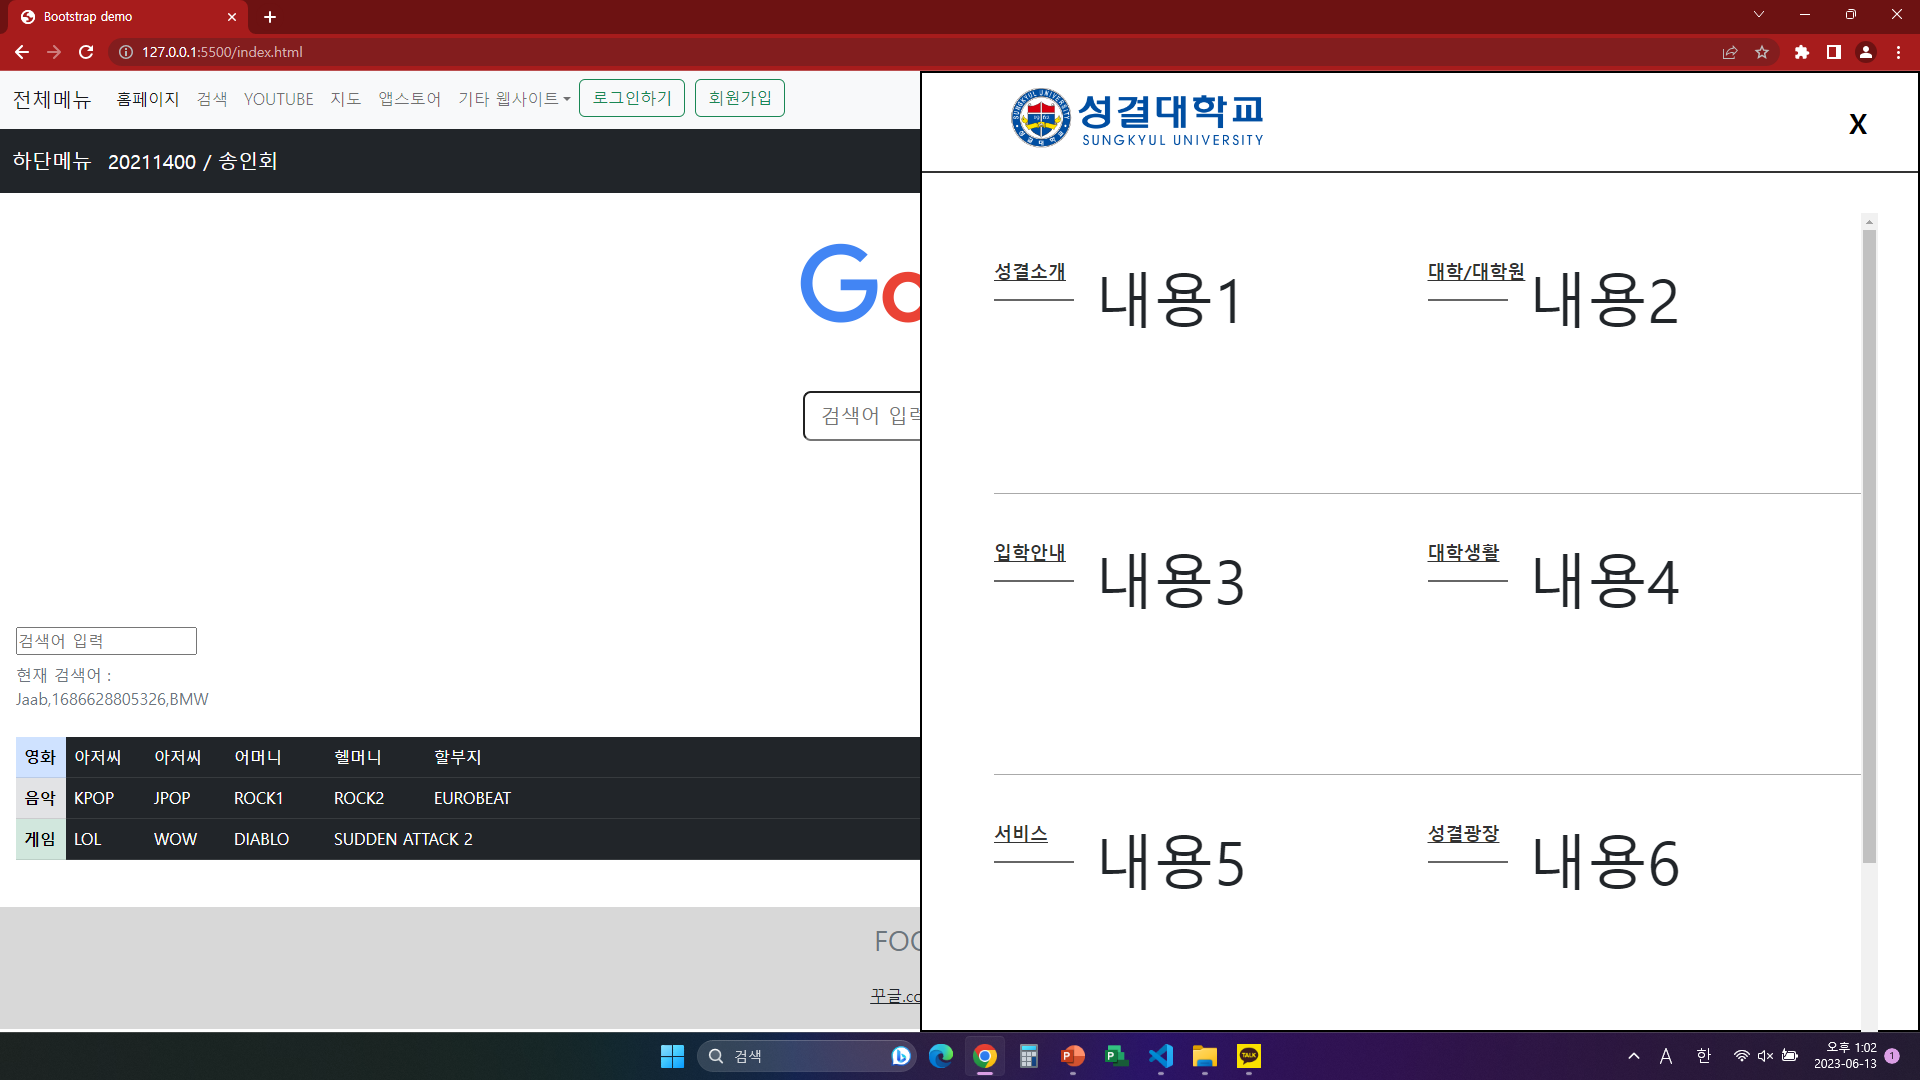 Bootstrap demo
127.0.0.1:5500/index.html
전체메뉴 홈페이지 검색 YOUTUBE 지도 앱스토어 기타 웹사이트 로그인하기 회원가입
하단메뉴 20211400 / 송인회
Go
검색어 입력
검색어 입력
현재 검색어 :
Jaab,1686628805326,BMW
영화 아저씨 아저씨 어머니 헬머니 할부지
음악 KPOP JPOP ROCK1 ROCK2 EUROBEAT
게임 LOL WOW DIABLO SUDDEN ATTACK 2
FOO
꾸글.co
성결대학교
SUNGKYUL UNIVERSITY
X
성결소개 내용1 대학/대학원 내용2
입학안내 내용3 대학생활 내용4
서비스 내용5 성결광장 내용6
검색
TALK
A 한
오후 1:02
2023-06-13
1